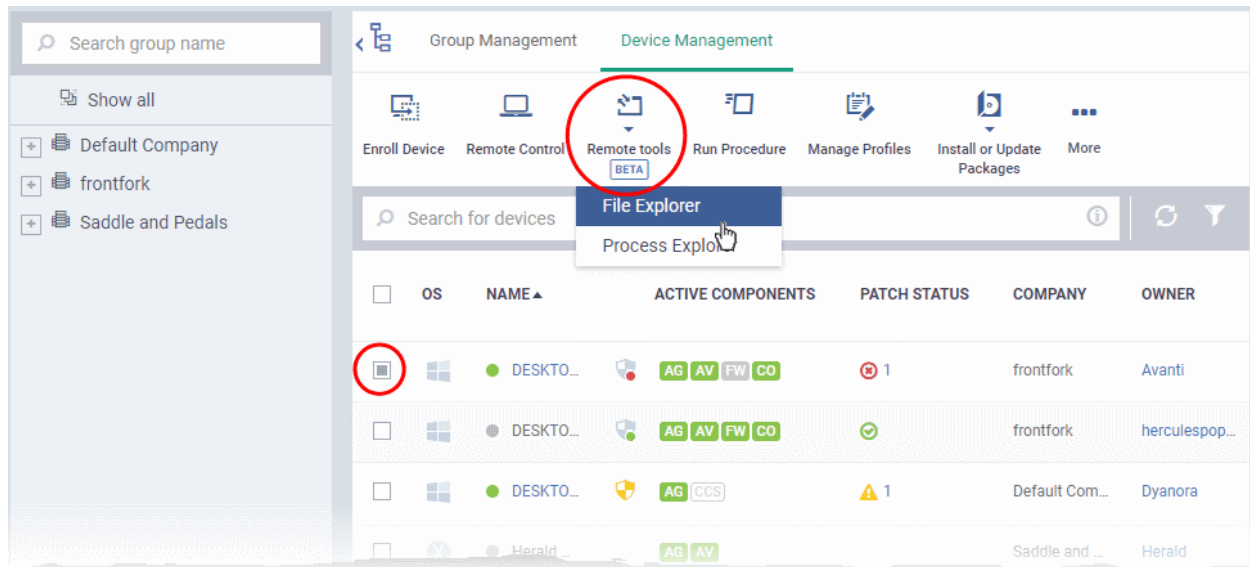 Search group name
Show all
Default Company
frontfork
Saddle and Pedals
Group Management Device Management
Enroll Device Remote Control Remote tools Run Procedure Manage Profiles Install or Update Packages More
BETA
File Explorer
Search for devices
Process Explorer
OS NAME ACTIVE COMPONENTS PATCH STATUS COMPANY OWNER
DESKTO... AG AV FW CO 1 frontfork Avanti
DESKTO... AG AV FW CO frontfork herculespop...
DESKTO... AG CCS 1 Default Com... Dyanora
Herald ... AG AV Saddle and ... Herald